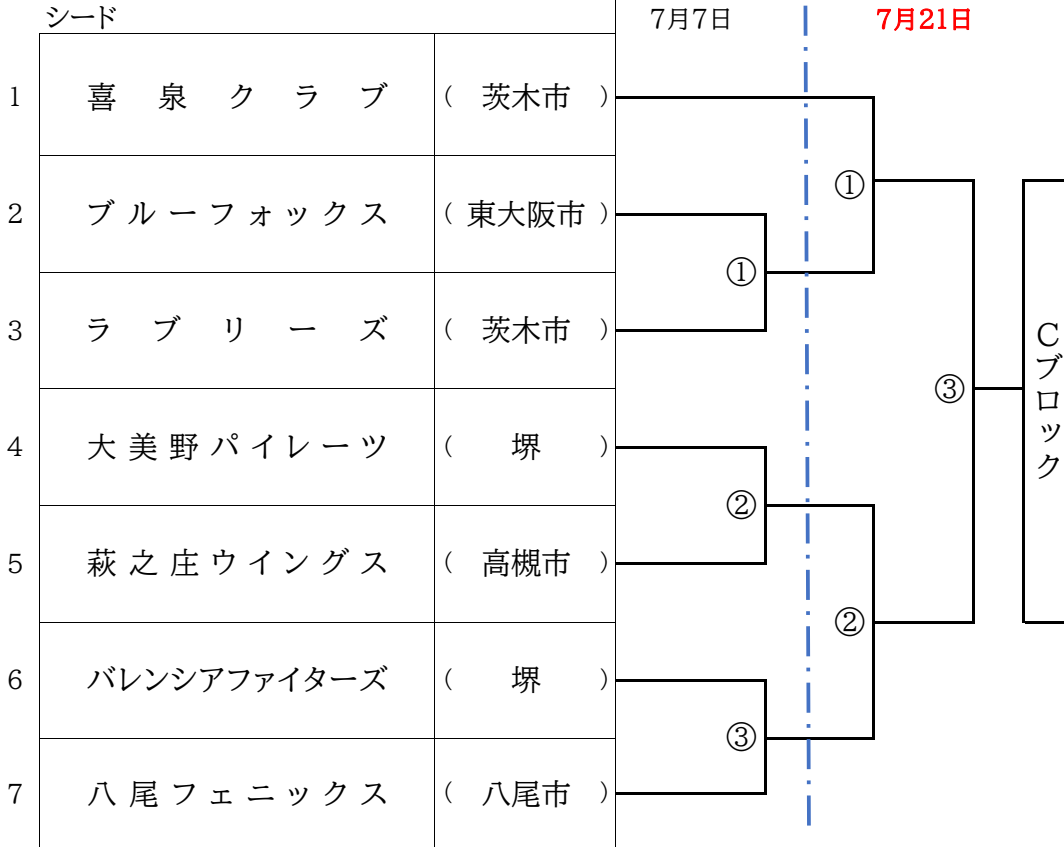 シード 7月7日 7月21日
1 喜泉クラブ ( 茨木市 )
①
2 ブルーフォックス ( 東大阪市 )
①
3 ラブリーズ ( 茨木市 )
Cブロック
③
4 大美野パイレーツ ( 堺 )
②
5 萩之庄ウイングス ( 高槻市 )
②
6 バレンシアファイターズ ( 堺 )
③
7 八尾フェニックス ( 八尾市 )